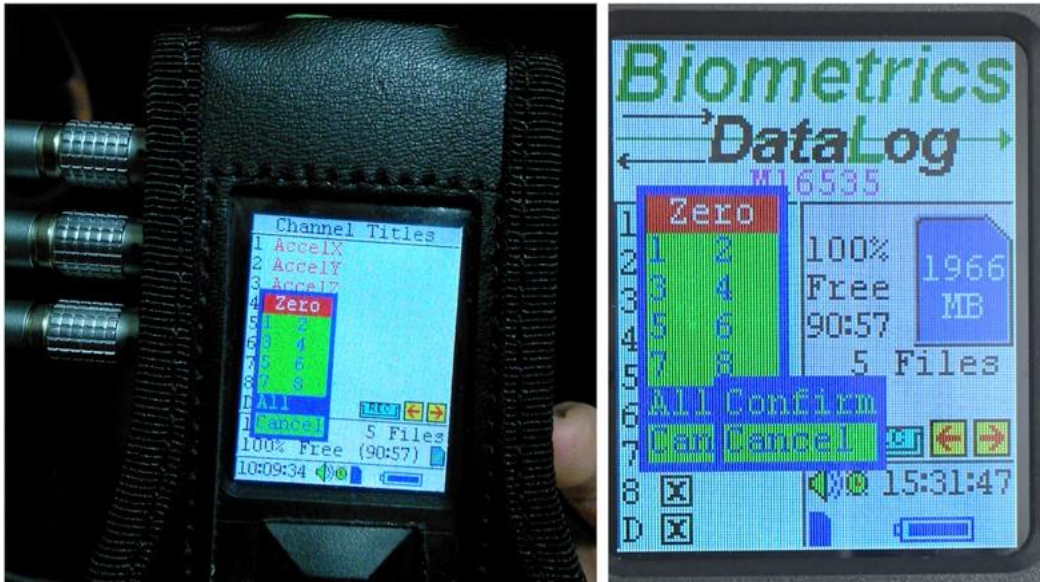 Channel Titles
1 AccelX
2 AccelY
3 AccelZ
4 Zero
5 1 2
6 3 4
7 5 6
8 7 8
D All
1 Cancel
REC
5 Files
100% Free (90:57)
10:09:34
Biometrics
DataLog
M16535
1 Zero
1 2
2
3 4
3
5 6
4
7 8
5
6 All Confirm
7 Can Cancel
8 X
D X
100%
Free
90:57
1966
MB
5 Files
15:31:47